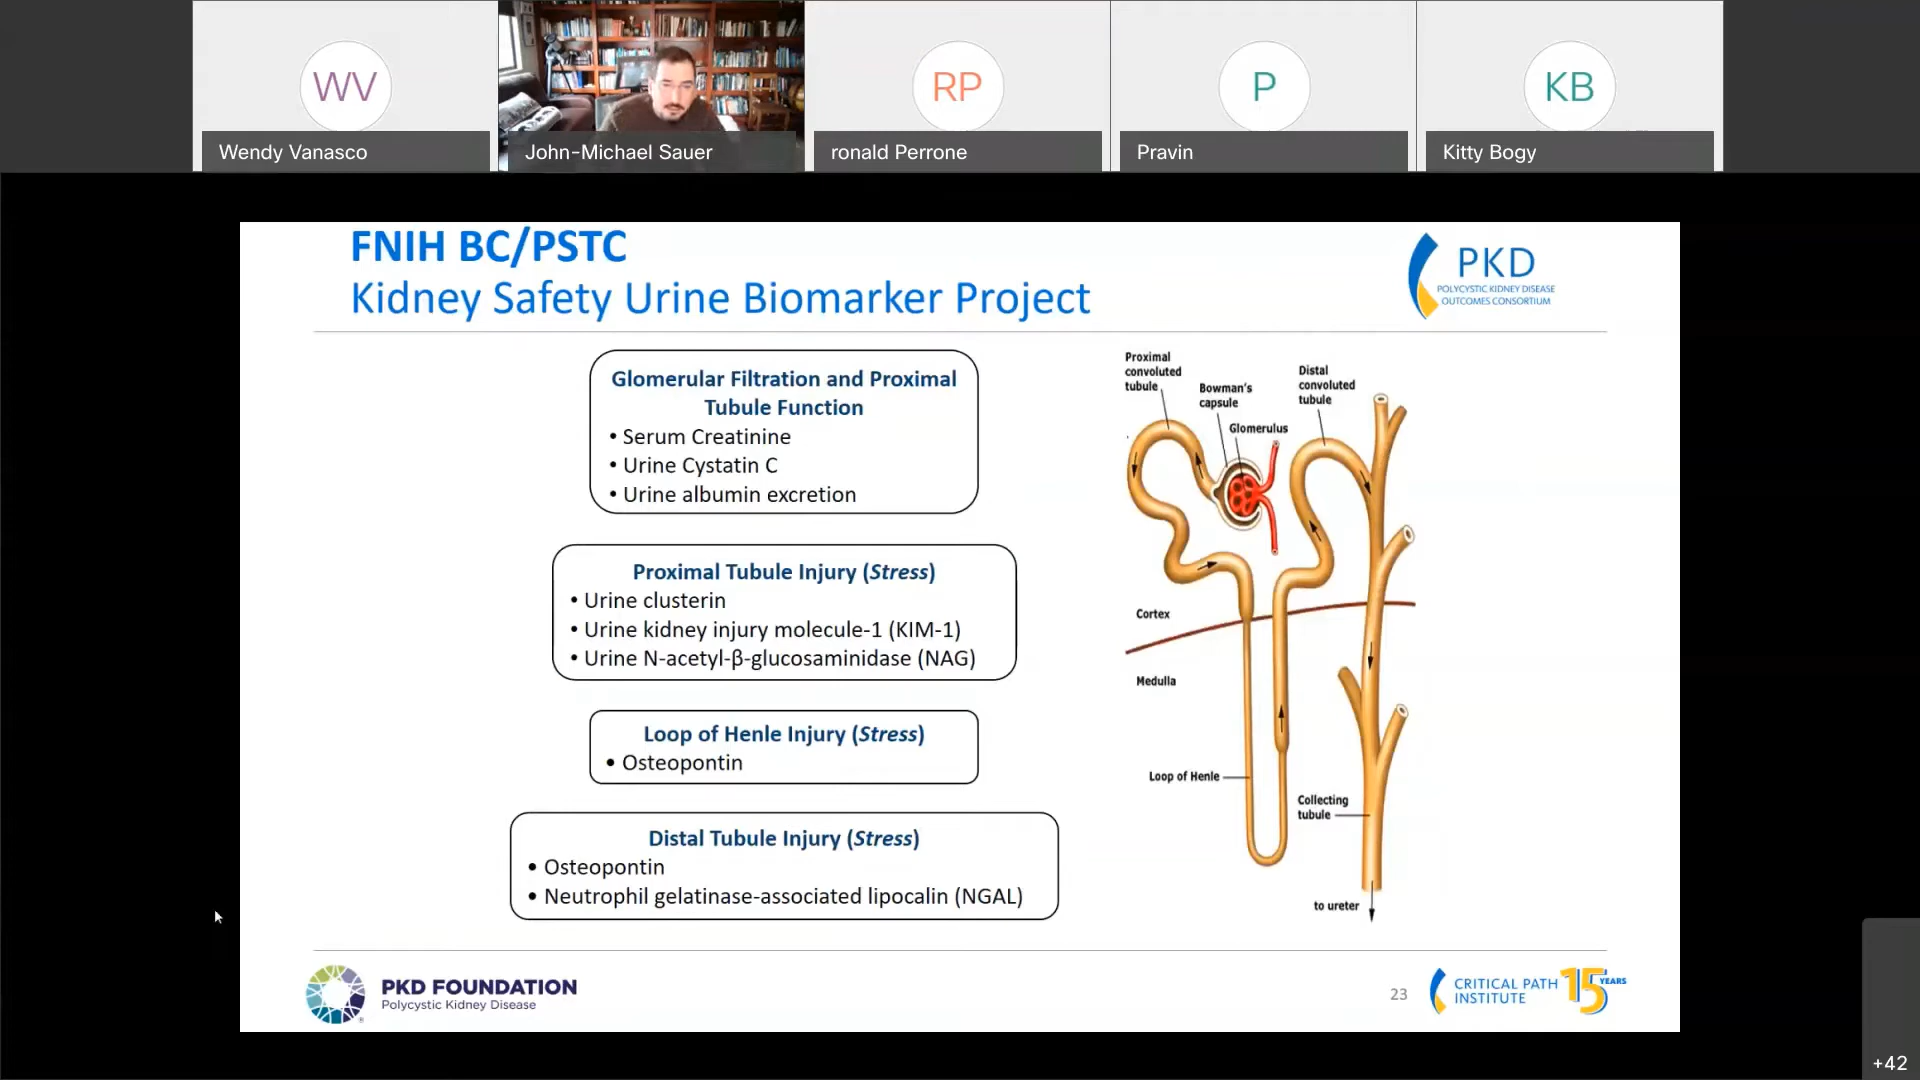 WV
RP
P
KB
Wendy Vanasco
John-Michael Sauer
ronald Perrone
Pravin
Kitty Bogy
FNIH BC/PSTC
Kidney Safety Urine Biomarker Project
PKD
POLYCYSTIC KIDNEY DISEASE
OUTCOMES CONSORTIUM
Glomerular Filtration and Proximal
Tubule Function
• Serum Creatinine
• Urine Cystatin C
• Urine albumin excretion
Proximal Tubule Injury (Stress)
• Urine clusterin
• Urine kidney injury molecule-1 (KIM-1)
• Urine N-acetyl-β-glucosaminidase (NAG)
Loop of Henle Injury (Stress)
• Osteopontin
Distal Tubule Injury (Stress)
• Osteopontin
• Neutrophil gelatinase-associated lipocalin (NGAL)
Proximal
convoluted
tubule
Bowman's
capsule
Glomerulus
Distal
convoluted
tubule
Cortex
Medulla
Loop of Henle
Collecting
tubule
to ureter
PKD FOUNDATION
Polycystic Kidney Disease
23
CRITICAL PATH
INSTITUTE
15 YEARS
+42